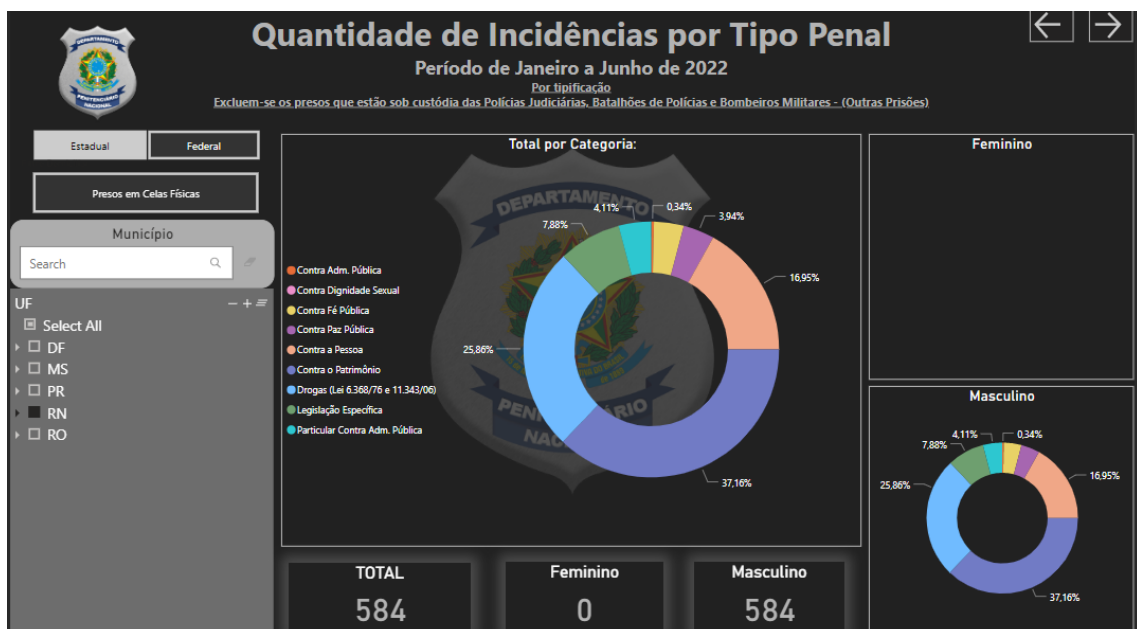 Quantidade de Incidências por Tipo Penal
Período de Janeiro a Junho de 2022
Por tipificação
Excluem-se os presos que estão sob custódia das Polícias Judiciárias, Batalhões de Polícias e Bombeiros Militares - (Outras Prisões)
DEPARTAMENTO
PENITENCIÁRIO
NACIONAL
Estadual
Federal
Presos em Celas Físicas
Município
Search
UF
Select All
DF
MS
PR
RN
RO
Total por Categoria:
DEPARTAMENTO
Contra Adm. Pública
Contra Dignidade Sexual
Contra Fé Pública
Contra Paz Pública
Contra a Pessoa
Contra o Patrimônio
Drogas (Lei 6.368/76 e 11.343/06)
Legislação Específica
Particular Contra Adm. Pública
0,34%
3,94%
16,95%
37,16%
25,86%
7,88%
4,11%
Feminino
Masculino
0,34%
16,95%
37,16%
25,86%
7,88%
4,11%
TOTAL
584
Feminino
0
Masculino
584